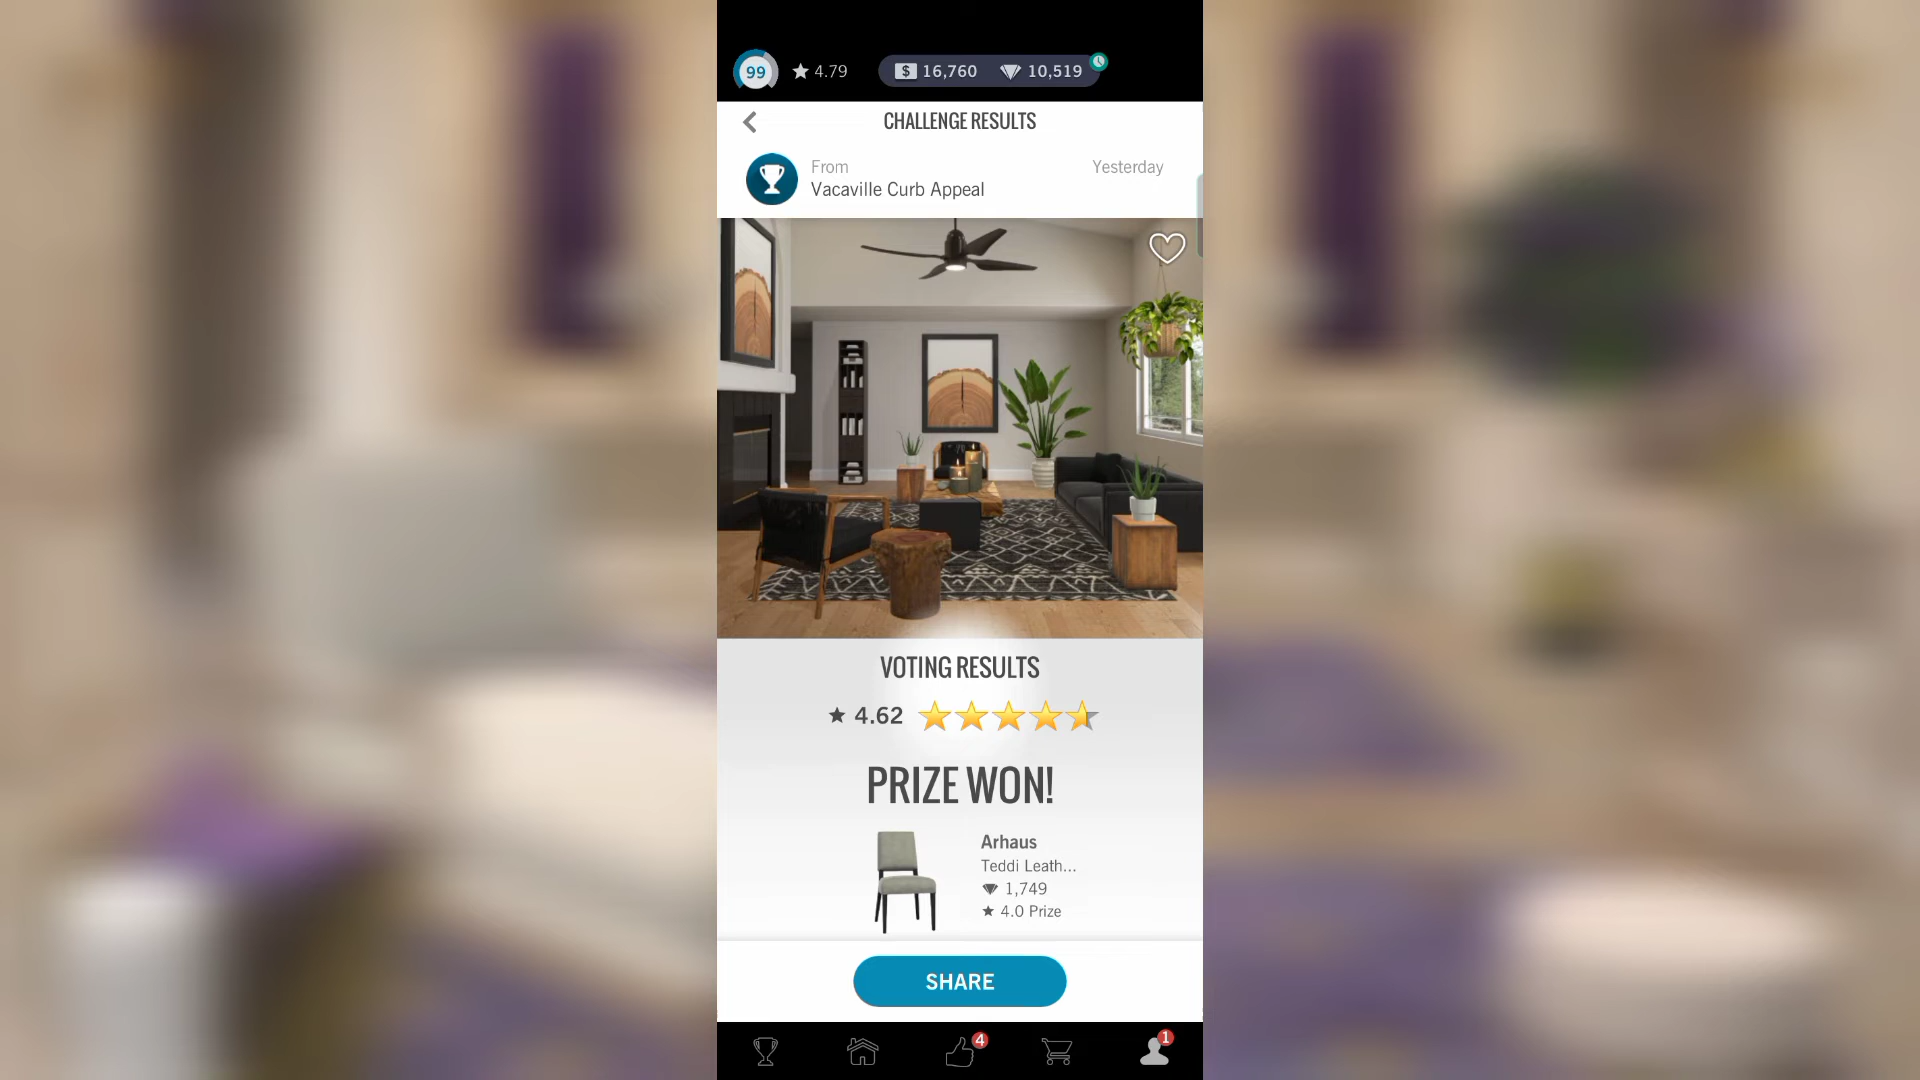 99
4.79
$ 16,760
10,519
CHALLENGE RESULTS
From
Yesterday
Vacaville Curb Appeal
VOTING RESULTS
4.62
PRIZE WON!
Arhaus
Teddi Leath...
1,749
4.0 Prize
SHARE
4
1